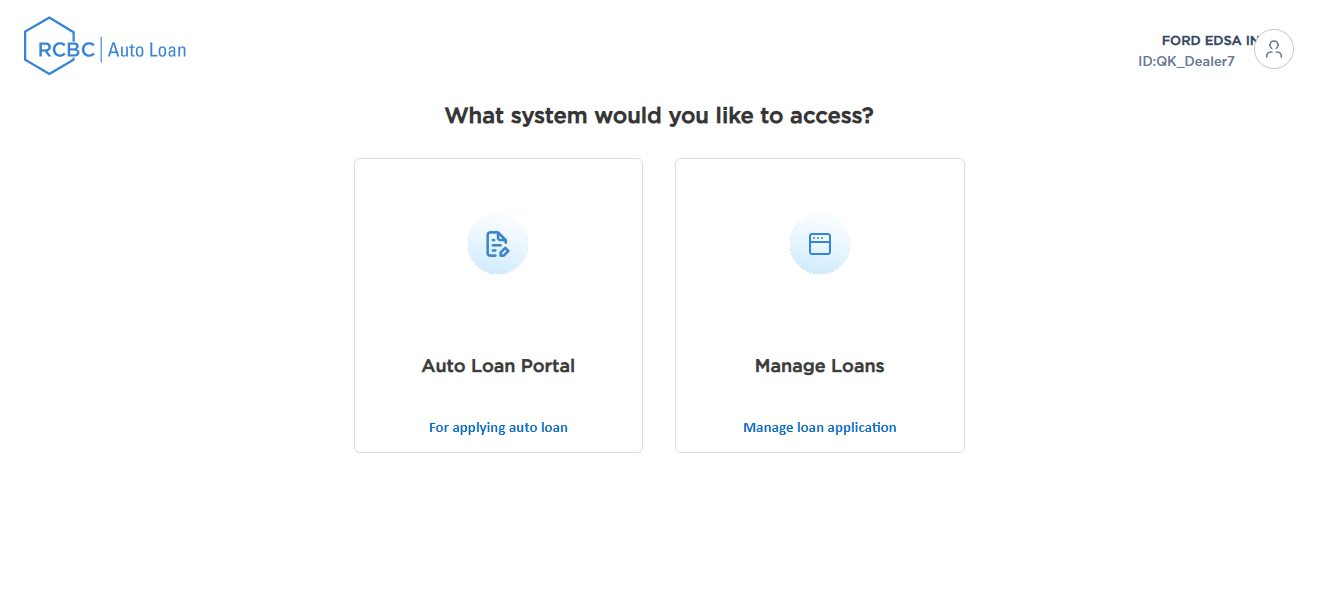 RCBC Auto Loan
FORD EDSA IN
ID:QK_Dealer7
What system would you like to access?
Auto Loan Portal
For applying auto loan
Manage Loans
Manage loan application